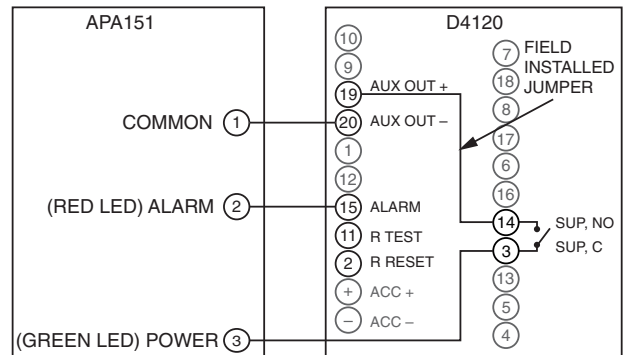 APA151
D4120
10
9
19 AUX OUT +
20 AUX OUT –
1
12
15 ALARM
11 R TEST
2 R RESET
+ ACC +
– ACC –
COMMON 1
(RED LED) ALARM 2
(GREEN LED) POWER 3
7
18
8
17
6
16
14 SUP, NO
3 SUP, C
13
5
4
FIELD
INSTALLED
JUMPER